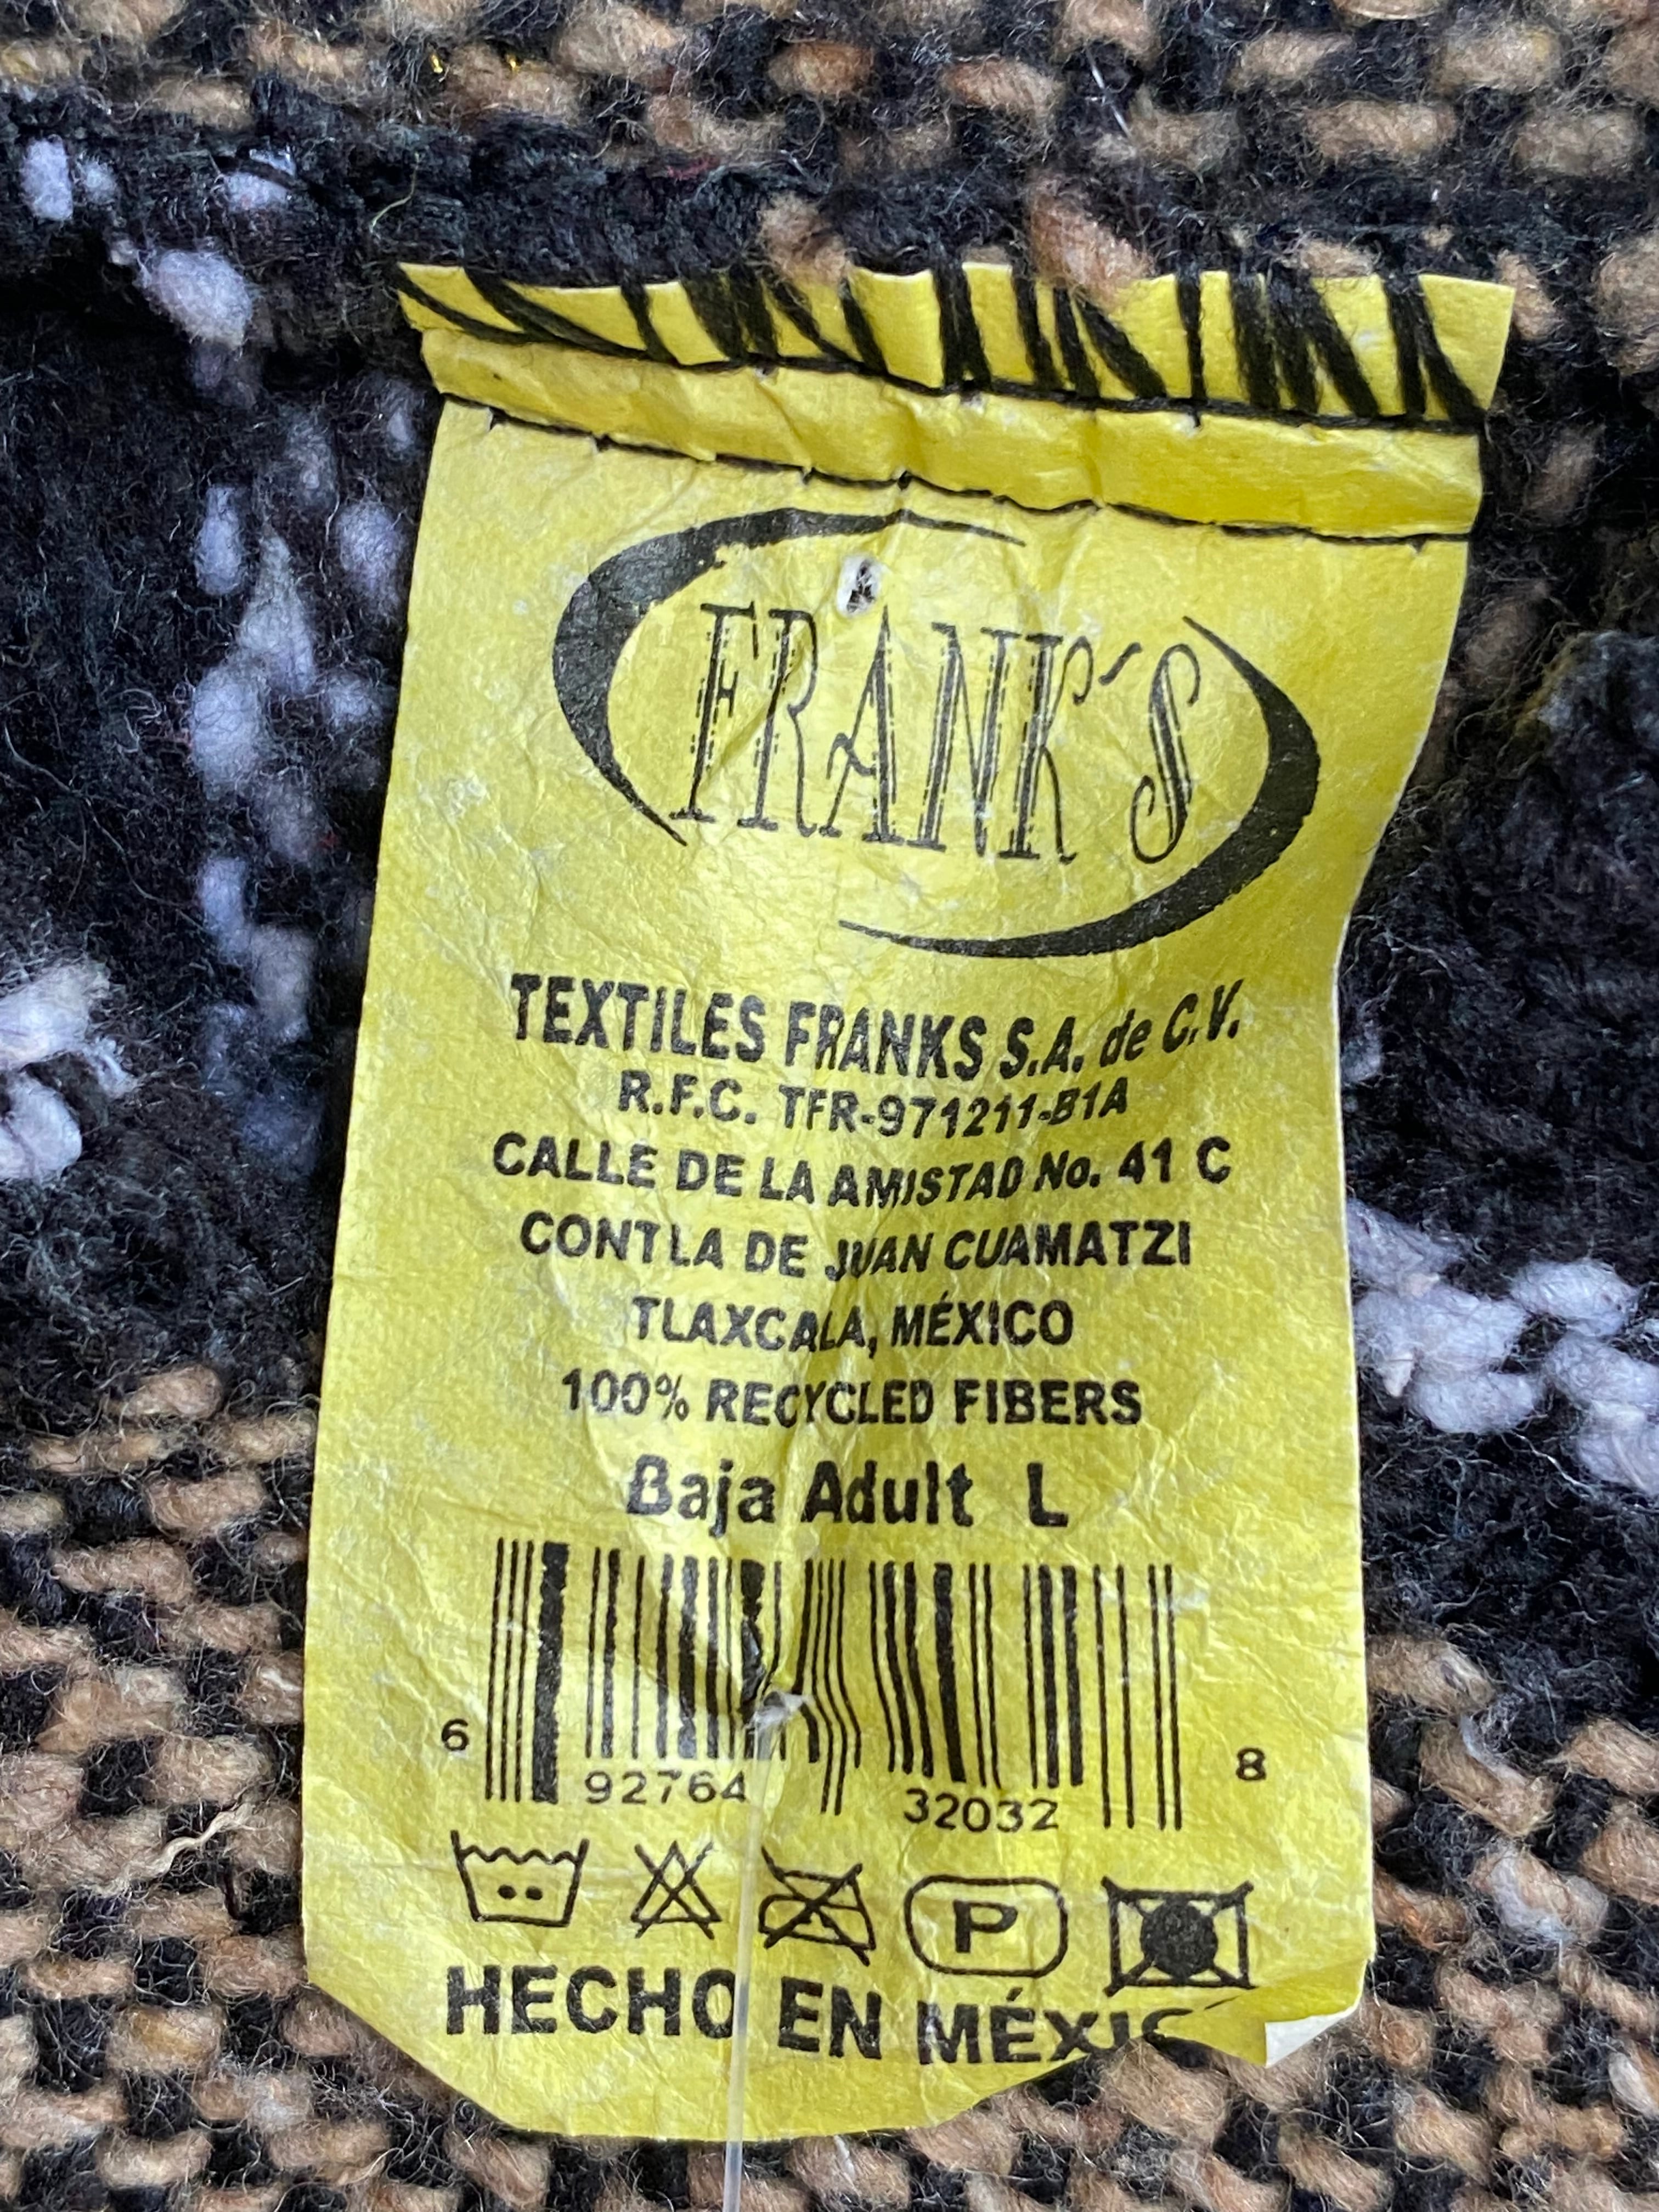 FRANK´S
TEXTILES FRANKS S.A. de C.V.
R.F.C. TFR-971211-B1A
CALLE DE LA AMISTAD No. 41 C
CONTLA DE JUAN CUAMATZI
TLAXCALA, MÉXICO
100% RECYCLED FIBERS
Baja Adult L
6 92764 32032 8
P
HECHO EN MÉXIC